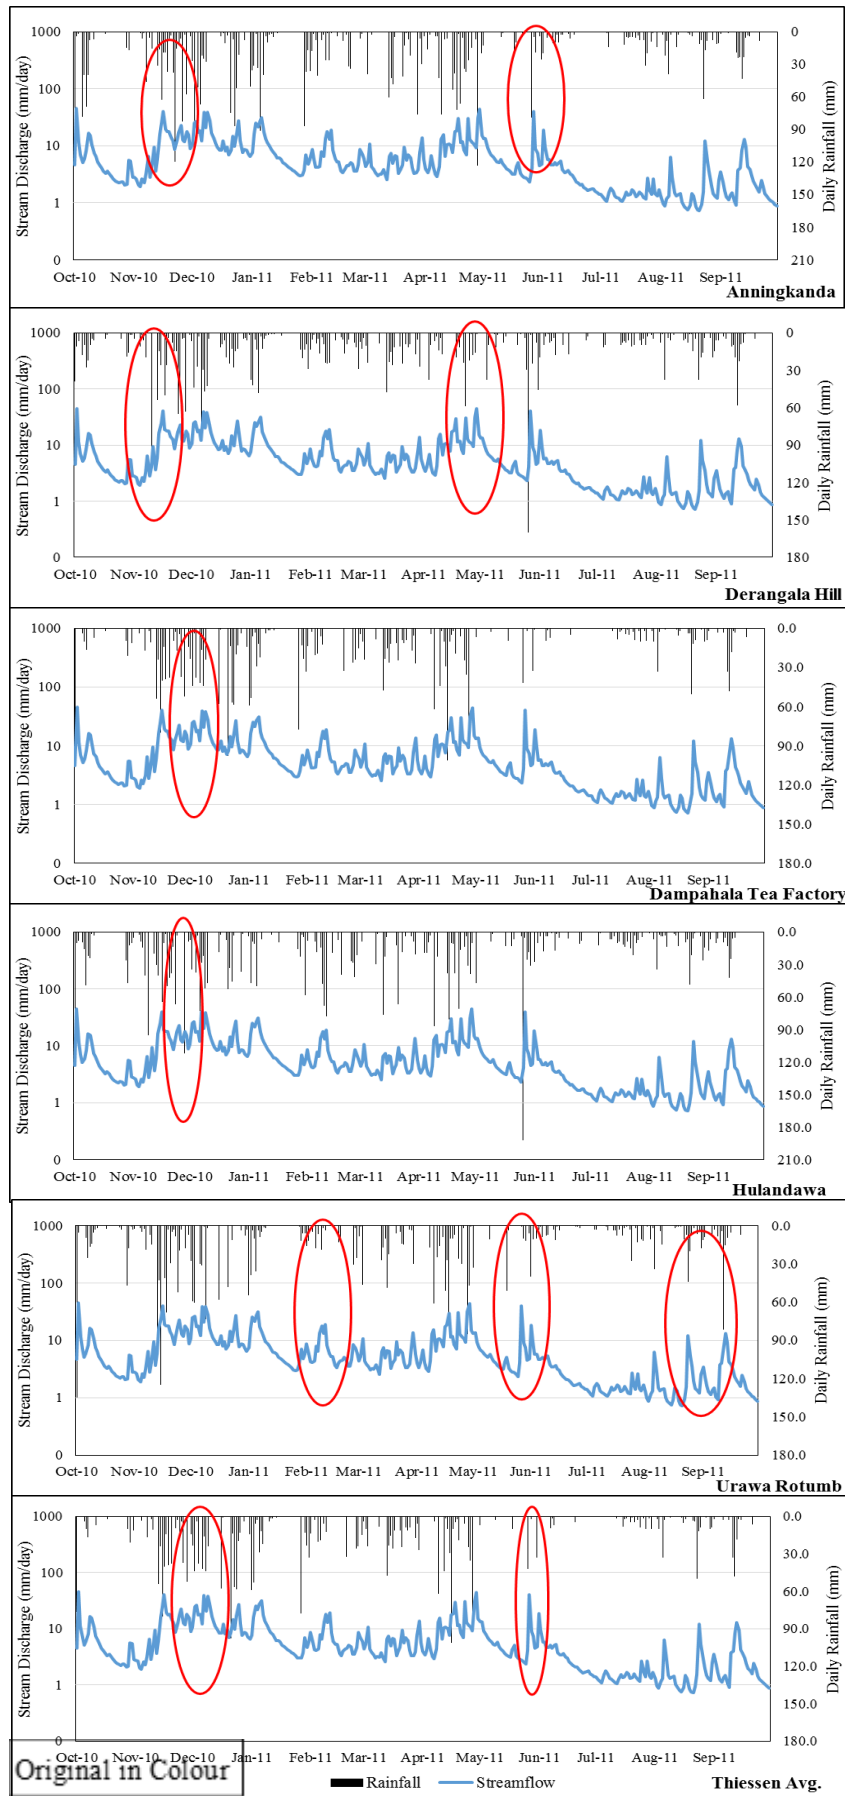 Stream Discharge (mm/day)
1000
100
10
1
0
0
30
60
90
120
150
180
210
Daily Rainfall (mm)
Oct-10 Nov-10 Dec-10 Jan-11 Feb-11 Mar-11 Apr-11 May-11 Jun-11 Jul-11 Aug-11 Sep-11
Anningkanda
Stream Discharge (mm/day)
1000
100
10
1
0
0
30
60
90
120
150
180
Daily Rainfall (mm)
Oct-10 Nov-10 Dec-10 Jan-11 Feb-11 Mar-11 Apr-11 May-11 Jun-11 Jul-11 Aug-11 Sep-11
Derangala Hill
Stream Discharge (mm/day)
1000
100
10
1
0
0.0
30.0
60.0
90.0
120.0
150.0
180.0
Daily Rainfall (mm)
Oct-10 Nov-10 Dec-10 Jan-11 Feb-11 Mar-11 Apr-11 May-11 Jun-11 Jul-11 Aug-11 Sep-11
Dampahala Tea Factory
Stream Discharge (mm/day)
1000
100
10
1
0
0.0
30.0
60.0
90.0
120.0
150.0
180.0
210.0
Daily Rainfall (mm)
Oct-10 Nov-10 Dec-10 Jan-11 Feb-11 Mar-11 Apr-11 May-11 Jun-11 Jul-11 Aug-11 Sep-11
Hulandawa
Stream Discharge (mm/day)
1000
100
10
1
0
0.0
30.0
60.0
90.0
120.0
150.0
180.0
Daily Rainfall (mm)
Oct-10 Nov-10 Dec-10 Jan-11 Feb-11 Mar-11 Apr-11 May-11 Jun-11 Jul-11 Aug-11 Sep-11
Urawa Rotumb
Stream Discharge (mm/day)
1000
100
10
1
0
0.0
30.0
60.0
90.0
120.0
150.0
180.0
Daily Rainfall (mm)
Oct-10 Nov-10 Dec-10 Jan-11 Feb-11 Mar-11 Apr-11 May-11 Jun-11 Jul-11 Aug-11 Sep-11
Original in Colour
Rainfall Streamflow
Thiessen Avg.